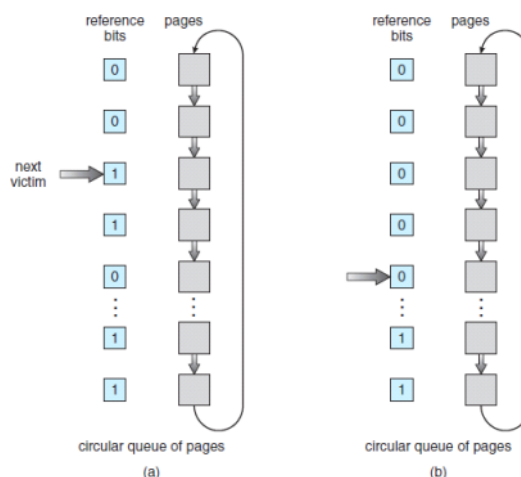 reference pages
bits
0
0
next
victim
1
1
0
1
1
circular queue of pages
(a)
reference pages
bits
0
0
0
0
0
1
1
circular queue of pages
(b)